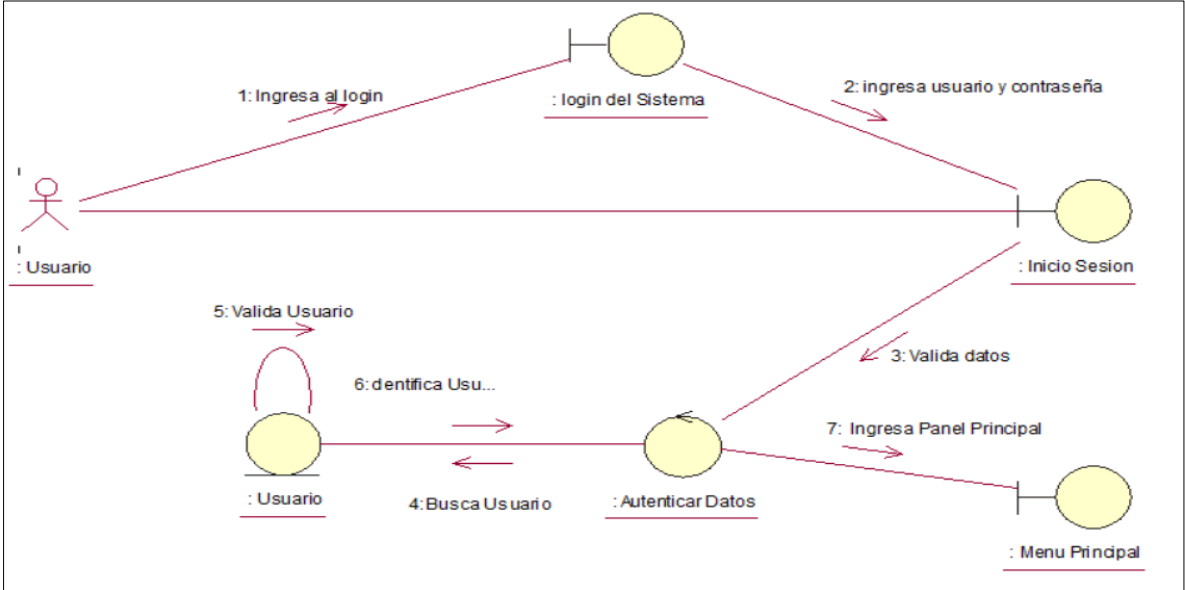 1: Ingresa al login
: login del Sistema
2: ingresa usuario y contraseña
: Usuario
: Inicio Sesion
5: Valida Usuario
3: Valida datos
6: dentifica Usu...
7: Ingresa Panel Principal
: Usuario
4:Busca Usuario
: Autenticar Datos
: Menu Principal